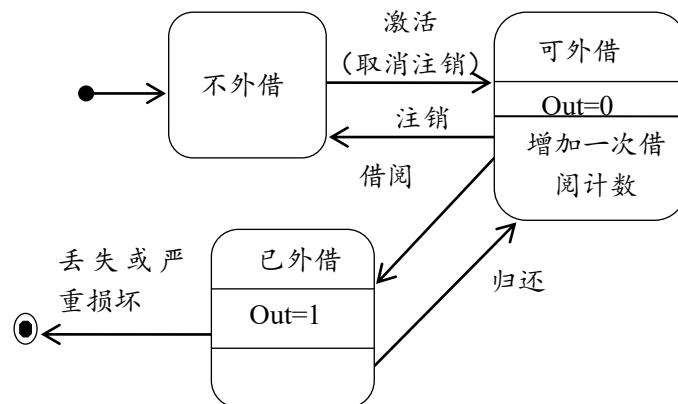 激活
（取消注销）
不外借
可外借
Out=0
注销
增加一次借
阅计数
借阅
丢失或严
重损坏
已外借
归还
Out=1